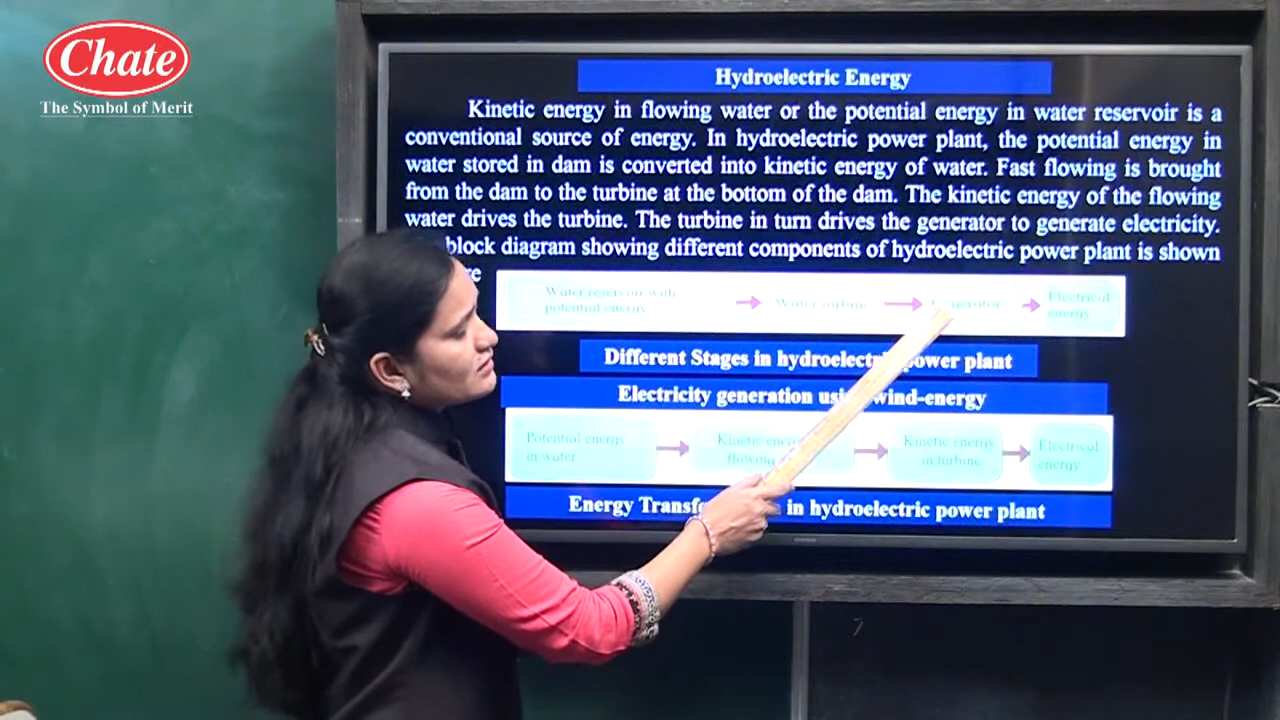 Chate
The Symbol of Merit
Hydroelectric Energy
Kinetic energy in flowing water or the potential energy in water reservoir is a
conventional source of energy. In hydroelectric power plant, the potential energy in
water stored in dam is converted into kinetic energy of water. Fast flowing is brought
from the dam to the turbine at the bottom of the dam. The kinetic energy of the flowing
water drives the turbine. The turbine in turn drives the generator to generate electricity.
block diagram showing different components of hydroelectric power plant is shown
Water reservoir with
potential energy
Water turbine
Generator
Electrical
energy
Different Stages in hydroelectric power plant
Electricity generation using wind-energy
Potential energy
in water
Kinetic energy
flowing
Kinetic energy
in turbine
Electrical
energy
Energy in hydroelectric power plant